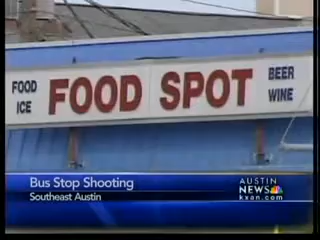 FOOD
ICE
FOOD SPOT
BEER
WINE
Bus Stop Shooting
Southeast Austin
AUSTIN
NEWS
kxan.com